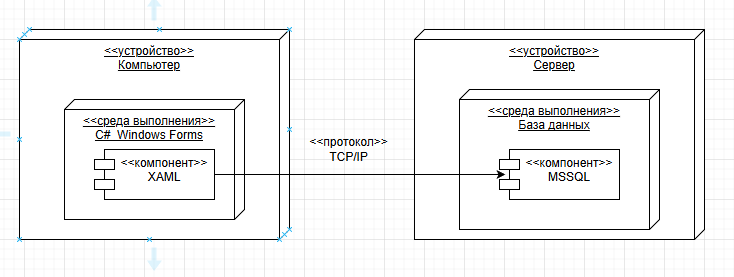 <<устройство>>
Компьютер
<<среда выполнения>>
C# Windows Forms
<<компонент>>
XAML
<<протокол>>
TCP/IP
<<устройство>>
Сервер
<<среда выполнения>>
База данных
<<компонент>>
MSSQL